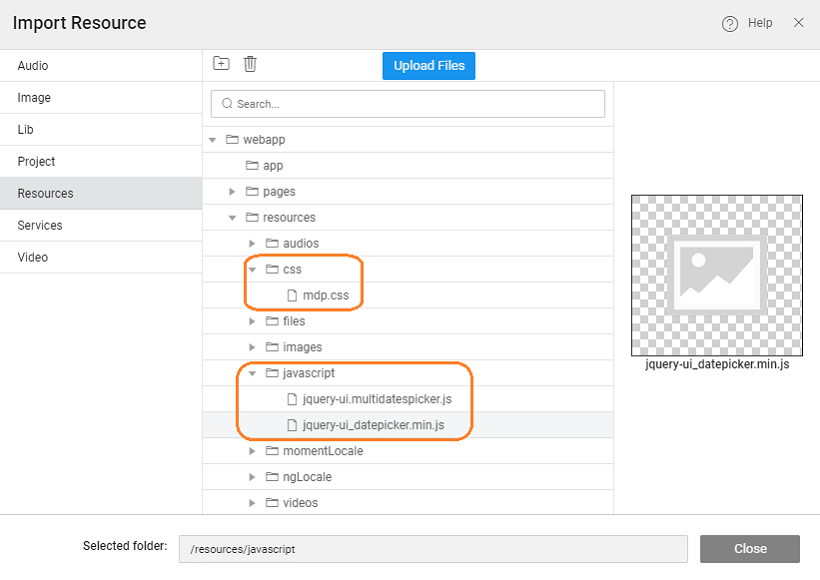 Import Resource
Help
Audio
Image
Lib
Project
Resources
Services
Video
Upload Files
Search...
webapp
app
pages
resources
audios
css
mdp.css
files
images
javascript
jquery-ui.multidatespicker.js
jquery-ui_datepicker.min.js
momentLocale
ngLocale
videos
jquery-ui_datepicker.min.js
Selected folder:
/resources/javascript
Close